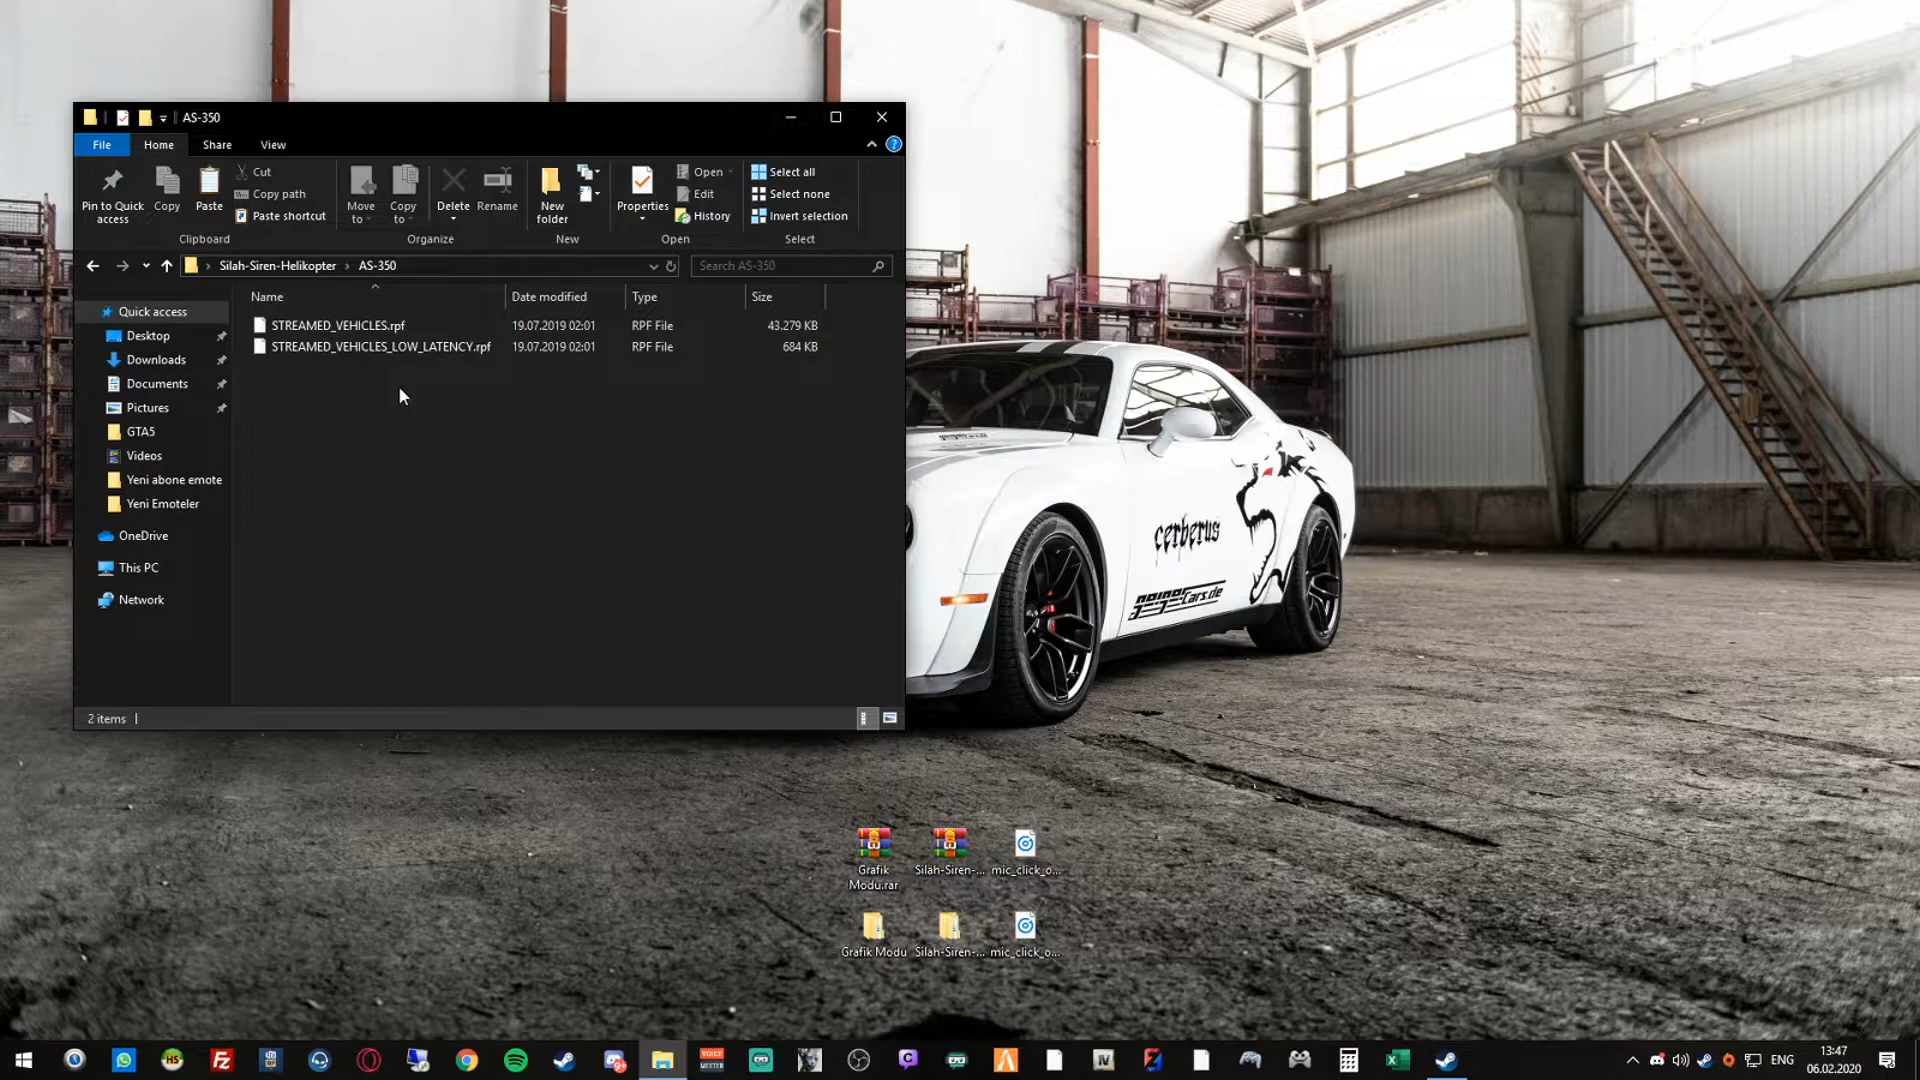 AS-350
File Home Share View
Pin to Quick access
Copy
Paste
Cut
Copy path
Paste shortcut
Clipboard
Move to
Copy to
Delete
Rename
Organize
New folder
New
Properties
Open
Edit
History
Open
Select all
Select none
Invert selection
Select
Silah-Siren-Helikopter AS-350
Search AS-350
Name Date modified Type Size
STREAMED_VEHICLES.rpf 19.07.2019 02:01 RPF File 43.279 KB
STREAMED_VEHICLES_LOW_LATENCY.rpf 19.07.2019 02:01 RPF File 684 KB
Quick access
Desktop
Downloads
Documents
Pictures
GTA5
Videos
Yeni abone emote
Yeni Emoteler
OneDrive
This PC
Network
2 items
cerberus
Grafik Modu.rar
Silah-Siren-...
mic_click_o...
Grafik Modu
Silah-Siren-...
mic_click_o...
ENG
13:47
06.02.2020